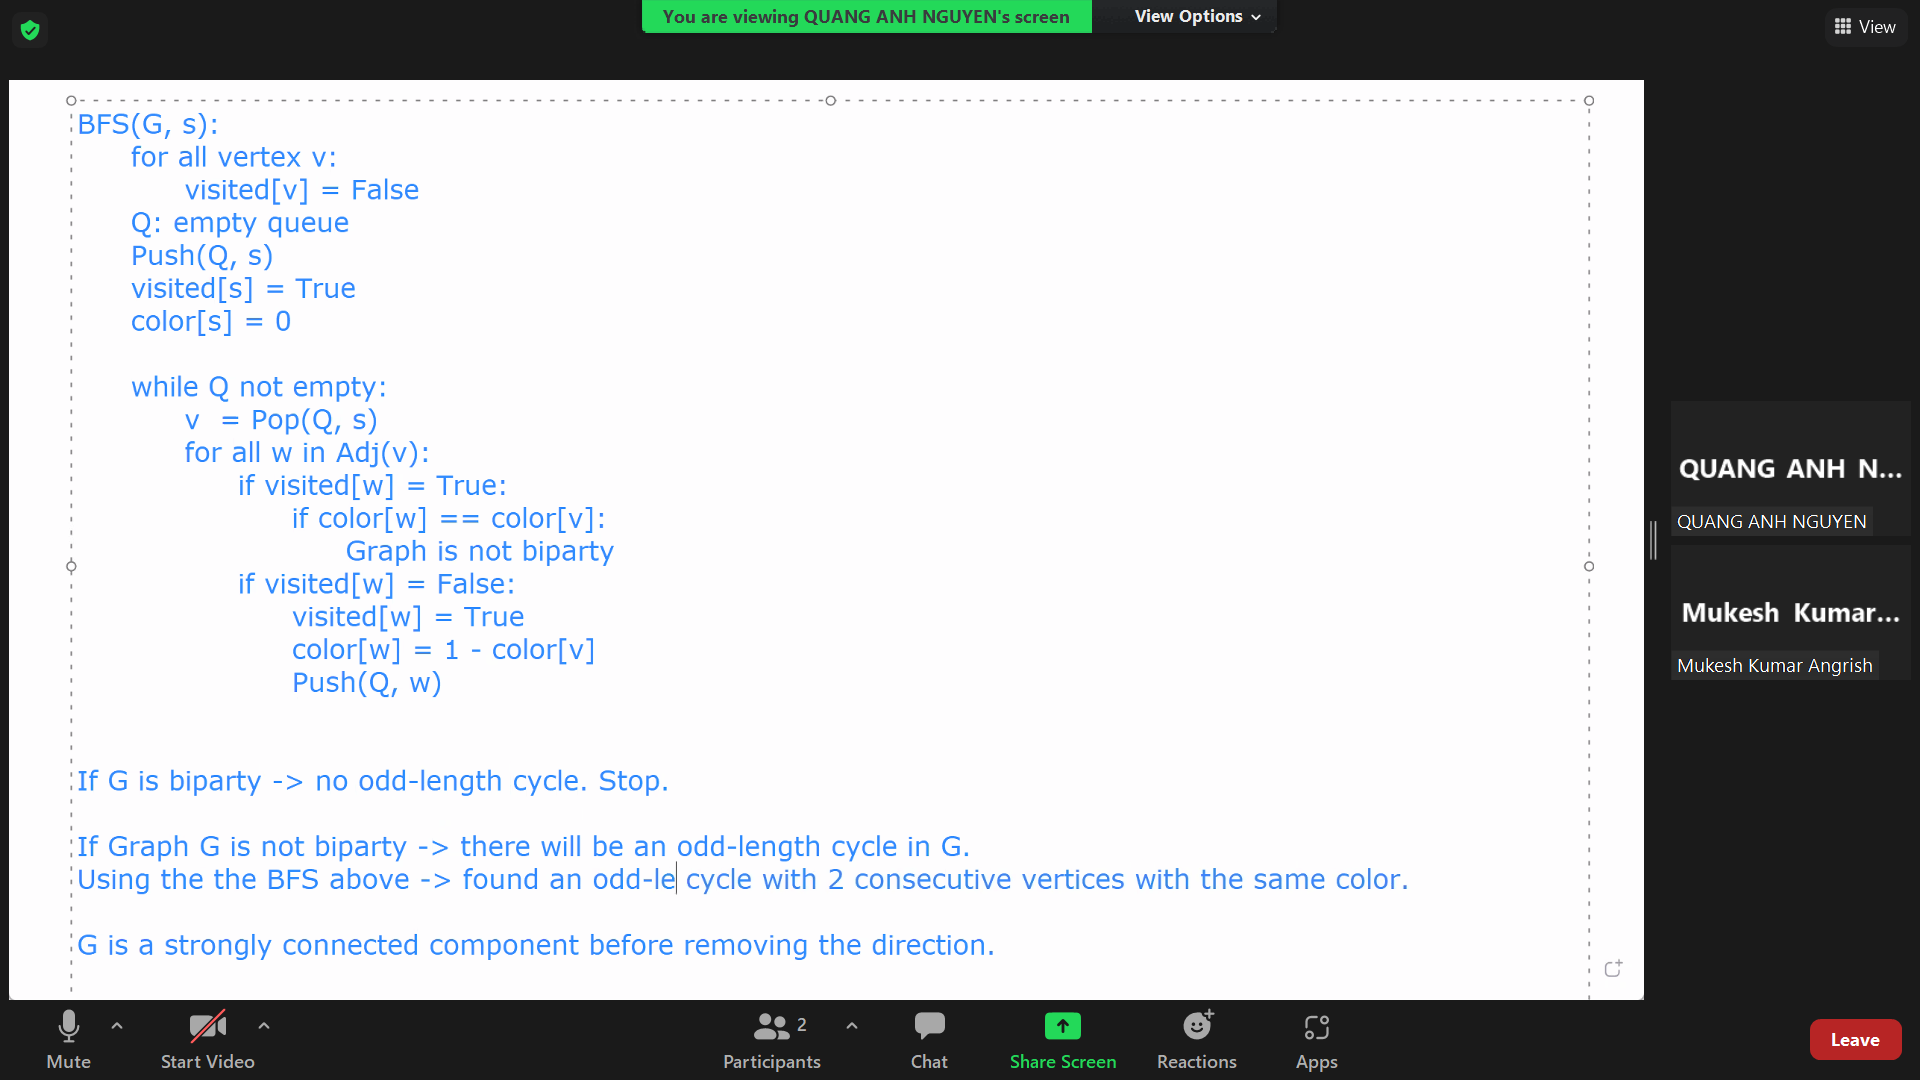 You are viewing QUANG ANH NGUYEN's screen
View Options
View
BFS(G, s):
for all vertex v:
visited[v] = False
Q: empty queue
Push(Q, s)
visited[s] = True
color[s] = 0
while Q not empty:
v = Pop(Q, s)
for all w in Adj(v):
if visited[w] = True:
if color[w] == color[v]:
Graph is not biparty
if visited[w] = False:
visited[w] = True
color[w] = 1 - color[v]
Push(Q, w)
If G is biparty -> no odd-length cycle. Stop.
If Graph G is not biparty -> there will be an odd-length cycle in G.
Using the the BFS above -> found an odd-le cycle with 2 consecutive vertices with the same color.
G is a strongly connected component before removing the direction.
QUANG ANH N...
QUANG ANH NGUYEN
Mukesh Kumar...
Mukesh Kumar Angrish
Mute
Start Video
2
Participants
Chat
Share Screen
Reactions
Apps
Leave